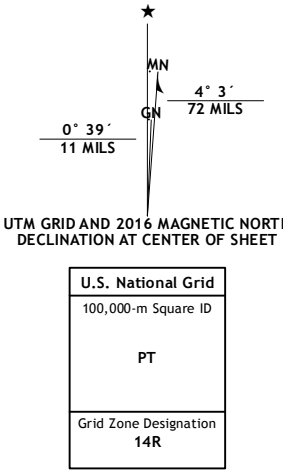 ★
MN
4° 3´
72 MILS
GN
0° 39´
11 MILS
UTM GRID AND 2016 MAGNETIC NORTH
DECLINATION AT CENTER OF SHEET
U.S. National Grid
100,000-m Square ID
PT
Grid Zone Designation
14R